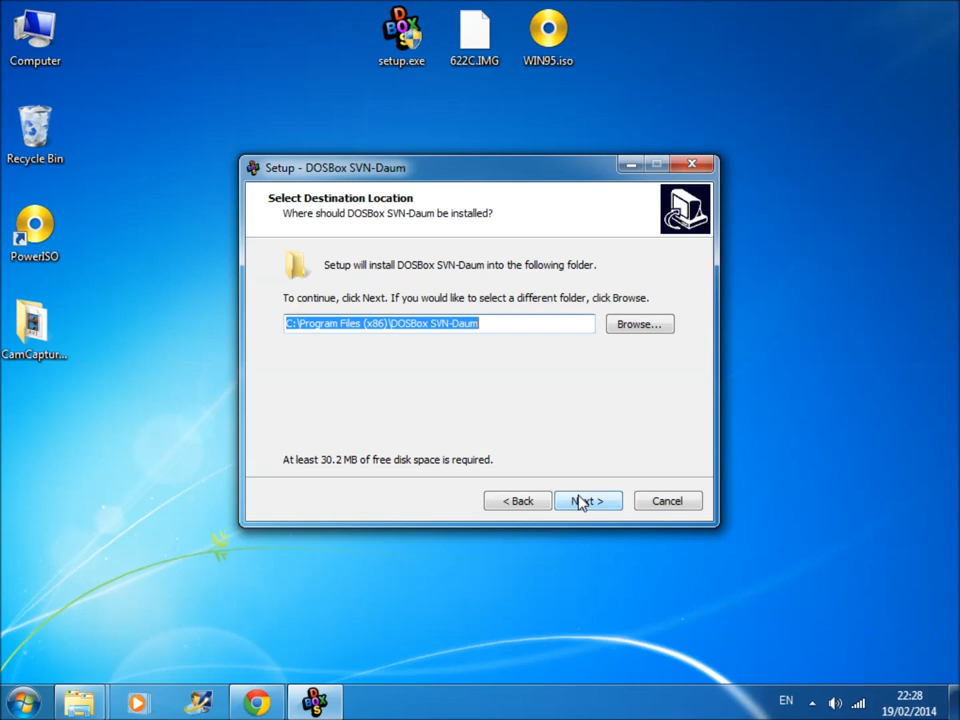 Computer
setup.exe
622C.IMG
WIN95.iso
Recycle Bin
PowerISO
CamCaptur...
Setup - DOSBox SVN-Daum
Select Destination Location
Where should DOSBox SVN-Daum be installed?
Setup will install DOSBox SVN-Daum into the following folder.
To continue, click Next. If you would like to select a different folder, click Browse.
C:\Program Files (x86)\DOSBox SVN-Daum
Browse...
At least 30.2 MB of free disk space is required.
< Back
Next >
Cancel
EN
22:28
19/02/2014